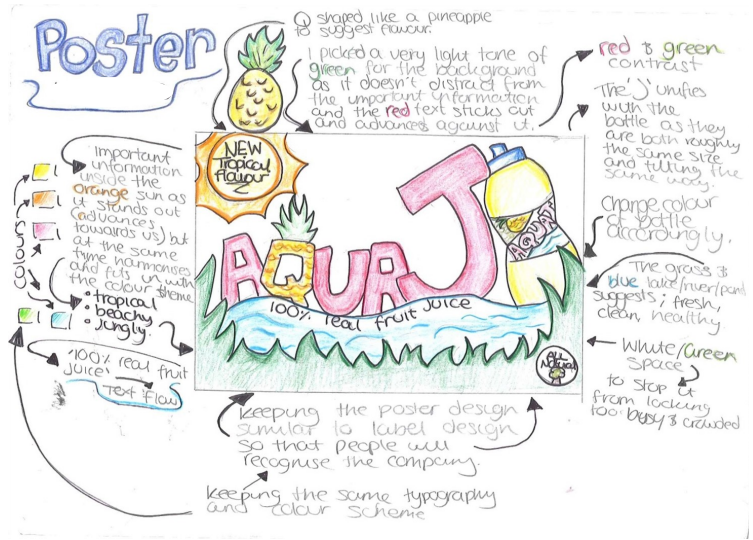 Poster
Q shaped like a pineapple
to suggest flavour.
I picked a very light tone of
green for the background
as it doesn't distract from
the important information
and the red text sticks out
and advances against it.
red & green
contrast
The 'J' unifies
with the
bottle as they
are both roughly
the same size
and tilting the
same way.
change colour
of bottle
accordingly.
The grass &
blue lake/river/pond
suggests; fresh,
clean, healthy
White/Green
space
to stop it
from looking
too busy & crowded
Important
information
inside the
orange sun as
it stands out
(advances
towards us) but
at the same
tyme harmonises
and fits in with
the colour theme
• tropical
• beachy
• jungly.
colours
'100% real fruit
juice'
Text flow
NEW
Tropical
flavour
AQUAJ
AQUAJ
100% real fruit juice
ALL
Natural
keeping the poster design
similar to label design
so that people will
recognise the company.
keeping the same typography
and colour scheme